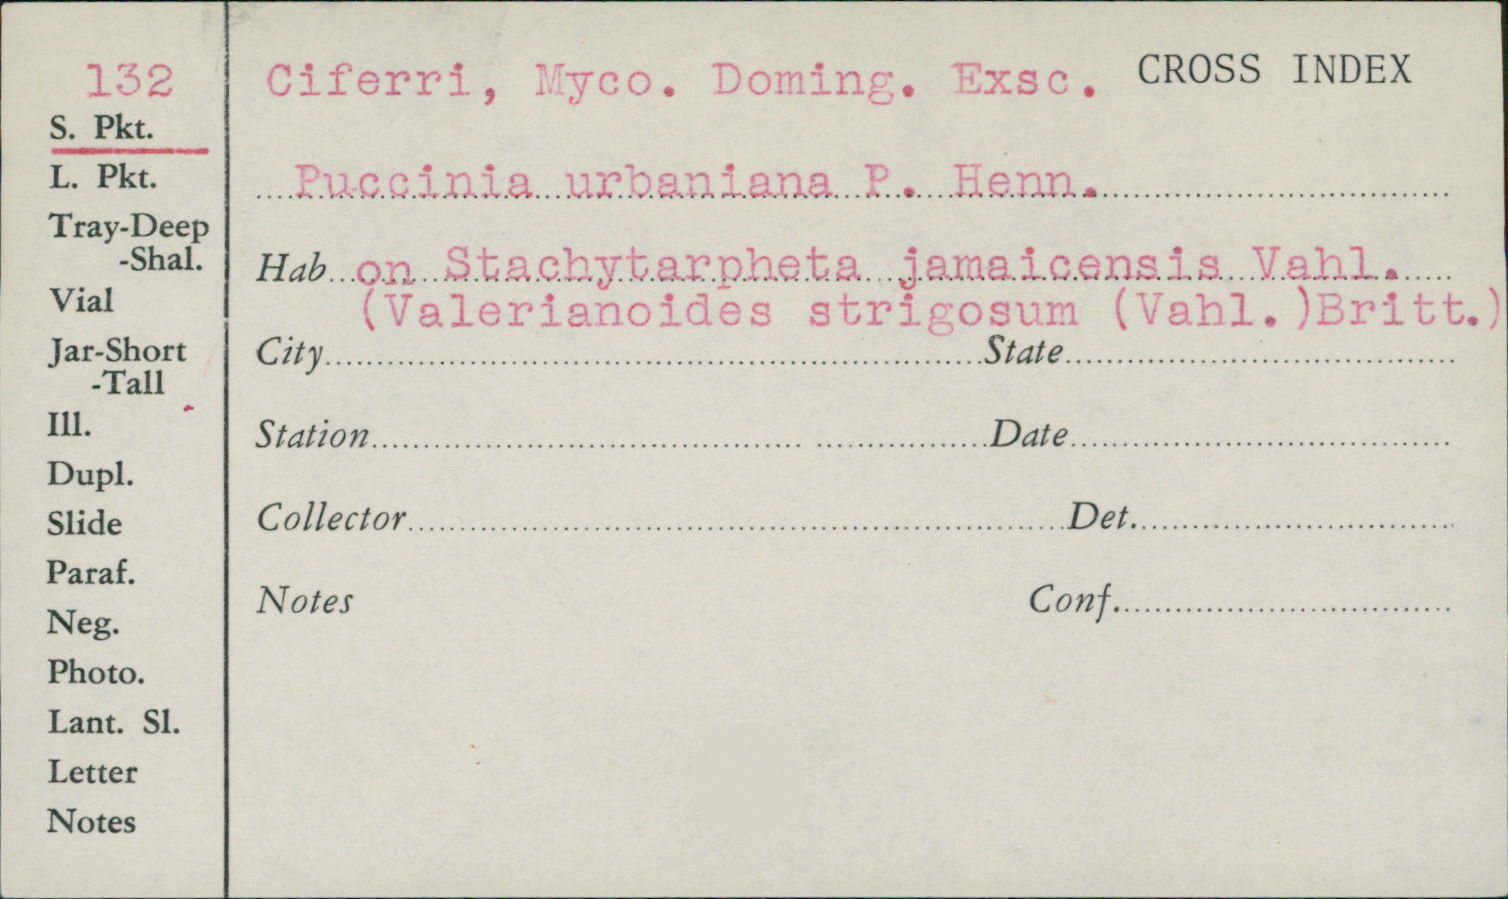 132
S. Pkt.
L. Pkt.
Tray-Deep
-Shal.
Vial
Jar-Short
-Tall
Ill.
Dupl.
Slide
Paraf.
Neg.
Photo.
Lant. Sl.
Letter
Notes
Ciferri, Myco. Doming. Exsc. CROSS INDEX
Puccinia urbaniana P. Henn.
Hab on Stachytarpheta jamaicensis Vahl.
(Valerianoides strigosum (Vahl.)Britt.)
City State
Station Date
Collector Det.
Notes Conf.